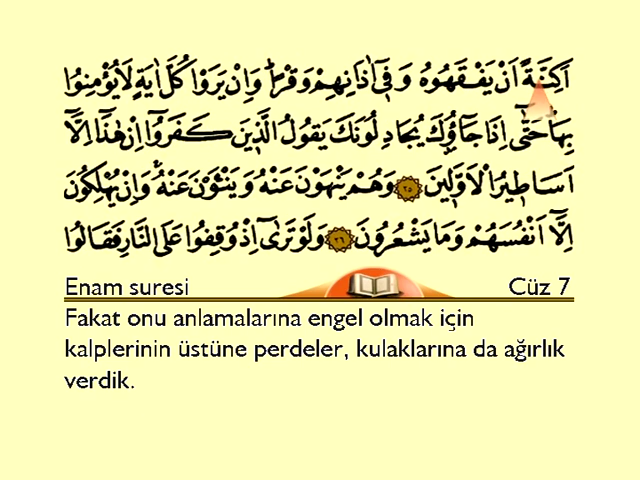 اَكِنَّةً اَنْ يَفْقَهُوهُ وَفٖٓى اٰذَانِهِمْ وَقْرًا وَاِنْ يَرَوْا كُلَّ اٰيَةٍ لَا يُؤْمِنُوا
بِهَا حَتّٰٓى اِذَا جَٓاؤُ۫كَ يُجَادِلُونَكَ يَقُولُ الَّذٖينَ كَفَرُٓوا اِنْ هٰذَٓا اِلَّٓا
اَسَاطٖيرُ الْاَوَّلٖينَ ٢٥ وَهُمْ يَنْهَوْنَ عَنْهُ وَيَنْـَٔوْنَ عَنْهُ وَاِنْ يُهْلِكُونَ
اِلَّٓا اَنْفُسَهُمْ وَمَا يَشْعُرُونَ ٢٦ وَلَوْ تَرٰٓى اِذْ وُقِفُوا عَلَى النَّارِ فَقَالُوا
Enam suresi Cüz 7
Fakat onu anlamalarına engel olmak için
kalplerinin üstüne perdeler, kulaklarına da ağırlık
verdik.